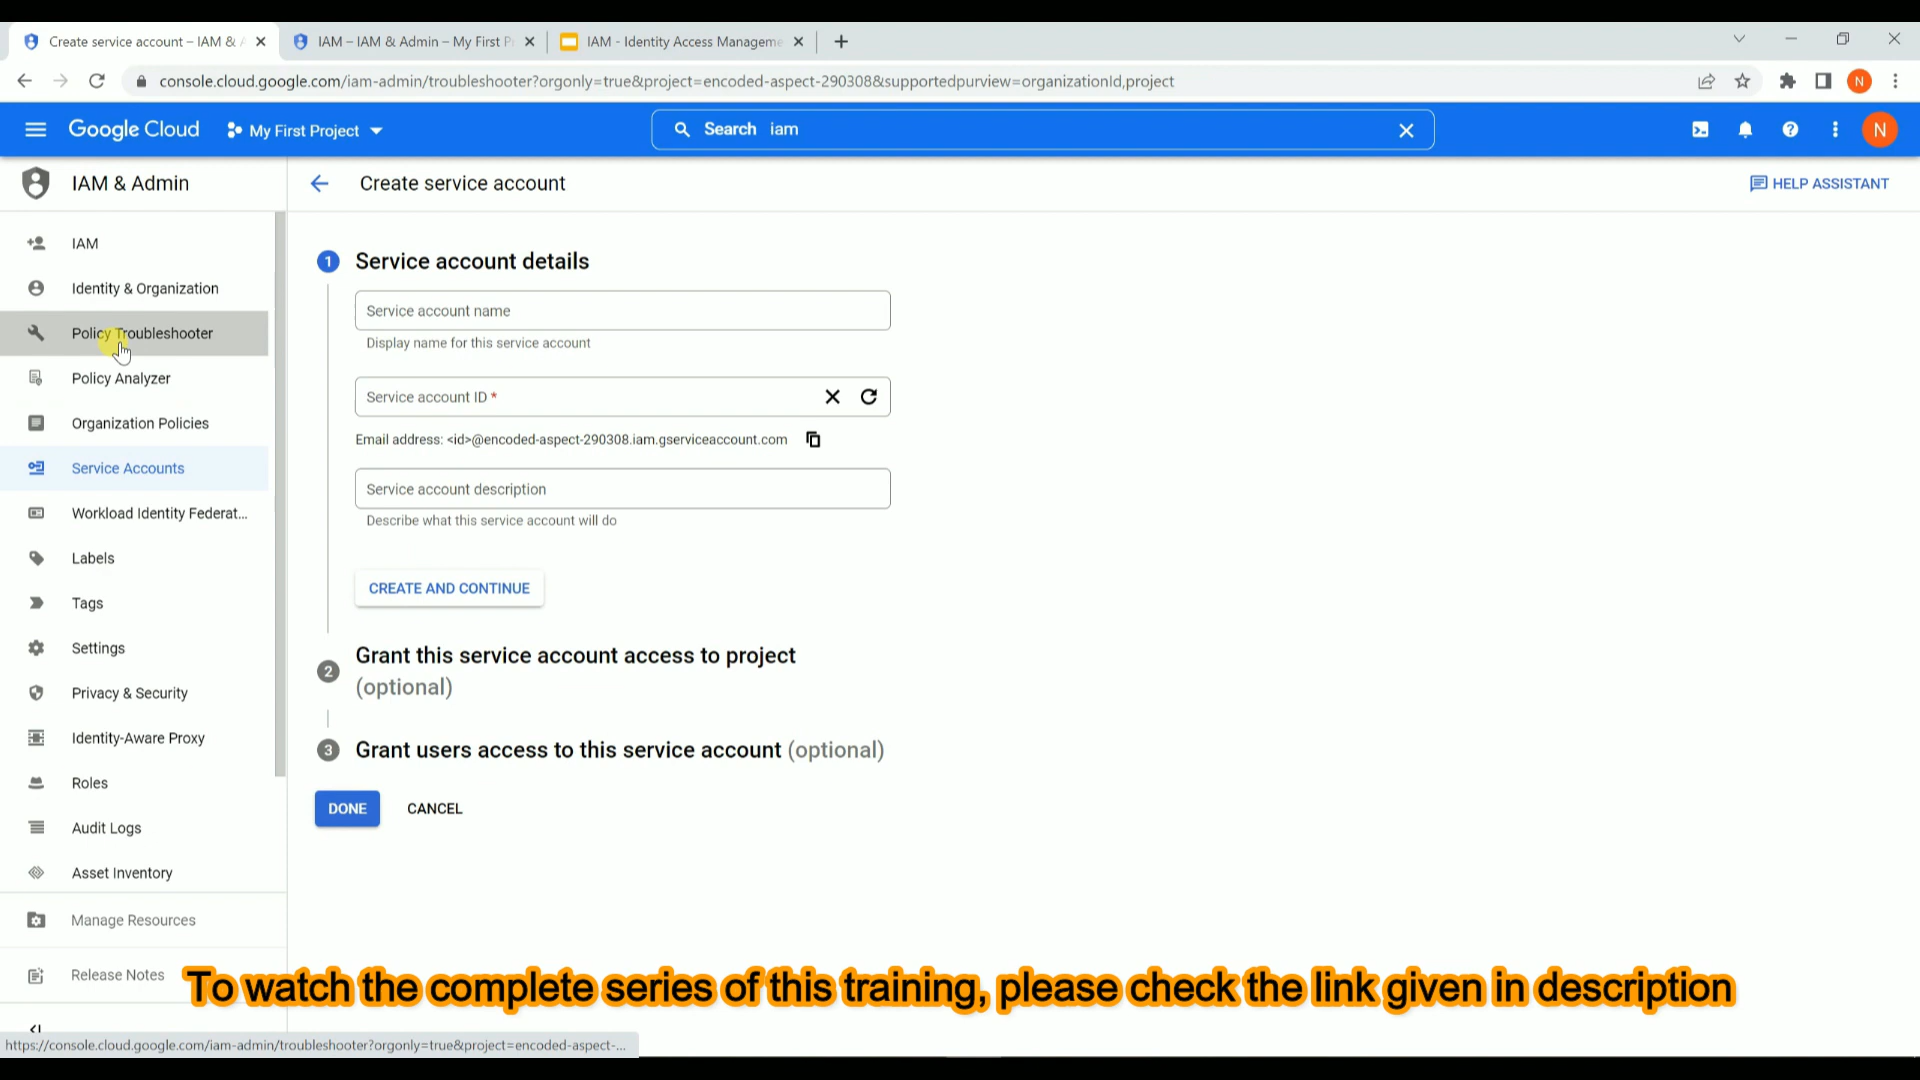 Create service account – IAM & A
IAM – IAM & Admin – My First P
IAM - Identity Access Manageme
console.cloud.google.com/iam-admin/troubleshooter?orgonly=true&project=encoded-aspect-290308&supportedpurview=organizationId,project
N
Google Cloud
My First Project
Search iam
N
IAM & Admin
Create service account
HELP ASSISTANT
IAM
Identity & Organization
Policy Troubleshooter
Policy Analyzer
Organization Policies
Service Accounts
Workload Identity Federat...
Labels
Tags
Settings
Privacy & Security
Identity-Aware Proxy
Roles
Audit Logs
Asset Inventory
Manage Resources
Release Notes
1 Service account details
Service account name
Display name for this service account
Service account ID *
Email address: <id>@encoded-aspect-290308.iam.gserviceaccount.com
Service account description
Describe what this service account will do
CREATE AND CONTINUE
2 Grant this service account access to project
(optional)
3 Grant users access to this service account (optional)
DONE
CANCEL
To watch the complete series of this training, please check the link given in description
https://console.cloud.google.com/iam-admin/troubleshooter?orgonly=true&project=encoded-aspect-...